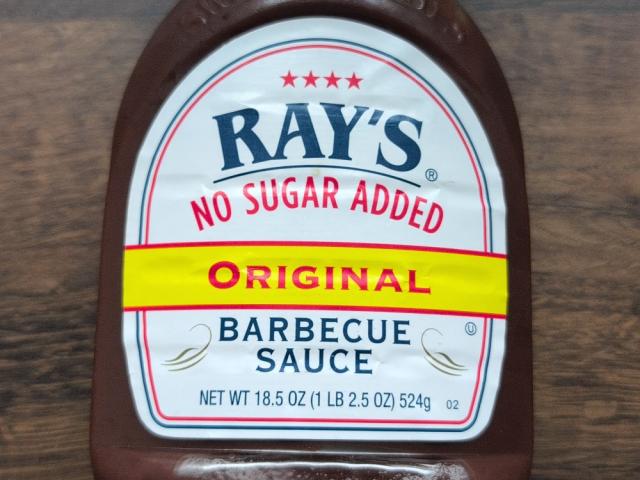 RAY'S®
NO SUGAR ADDED
ORIGINAL
BARBECUE
SAUCE
U
NET WT 18.5 OZ (1 LB 2.5 OZ) 524g 02